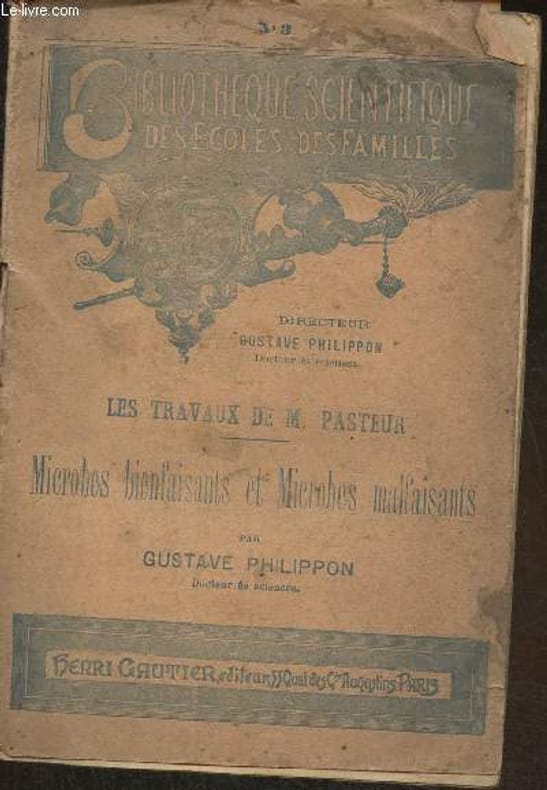 Le-livre.com
N° 3
BIBLIOTHEQUE SCIENTIFIQUE
DES ECOLES DES FAMILLES
DIRECTEUR
GUSTAVE PHILIPPON
Docteur ès sciences.
LES TRAVAUX DE M. PASTEUR
Microbes bienfaisants et Microbes malfaisants
PAR
GUSTAVE PHILIPPON
Docteur ès sciences.
HENRI GAUTIER, editeur, 55 Quai des Gds Augustins, PARIS